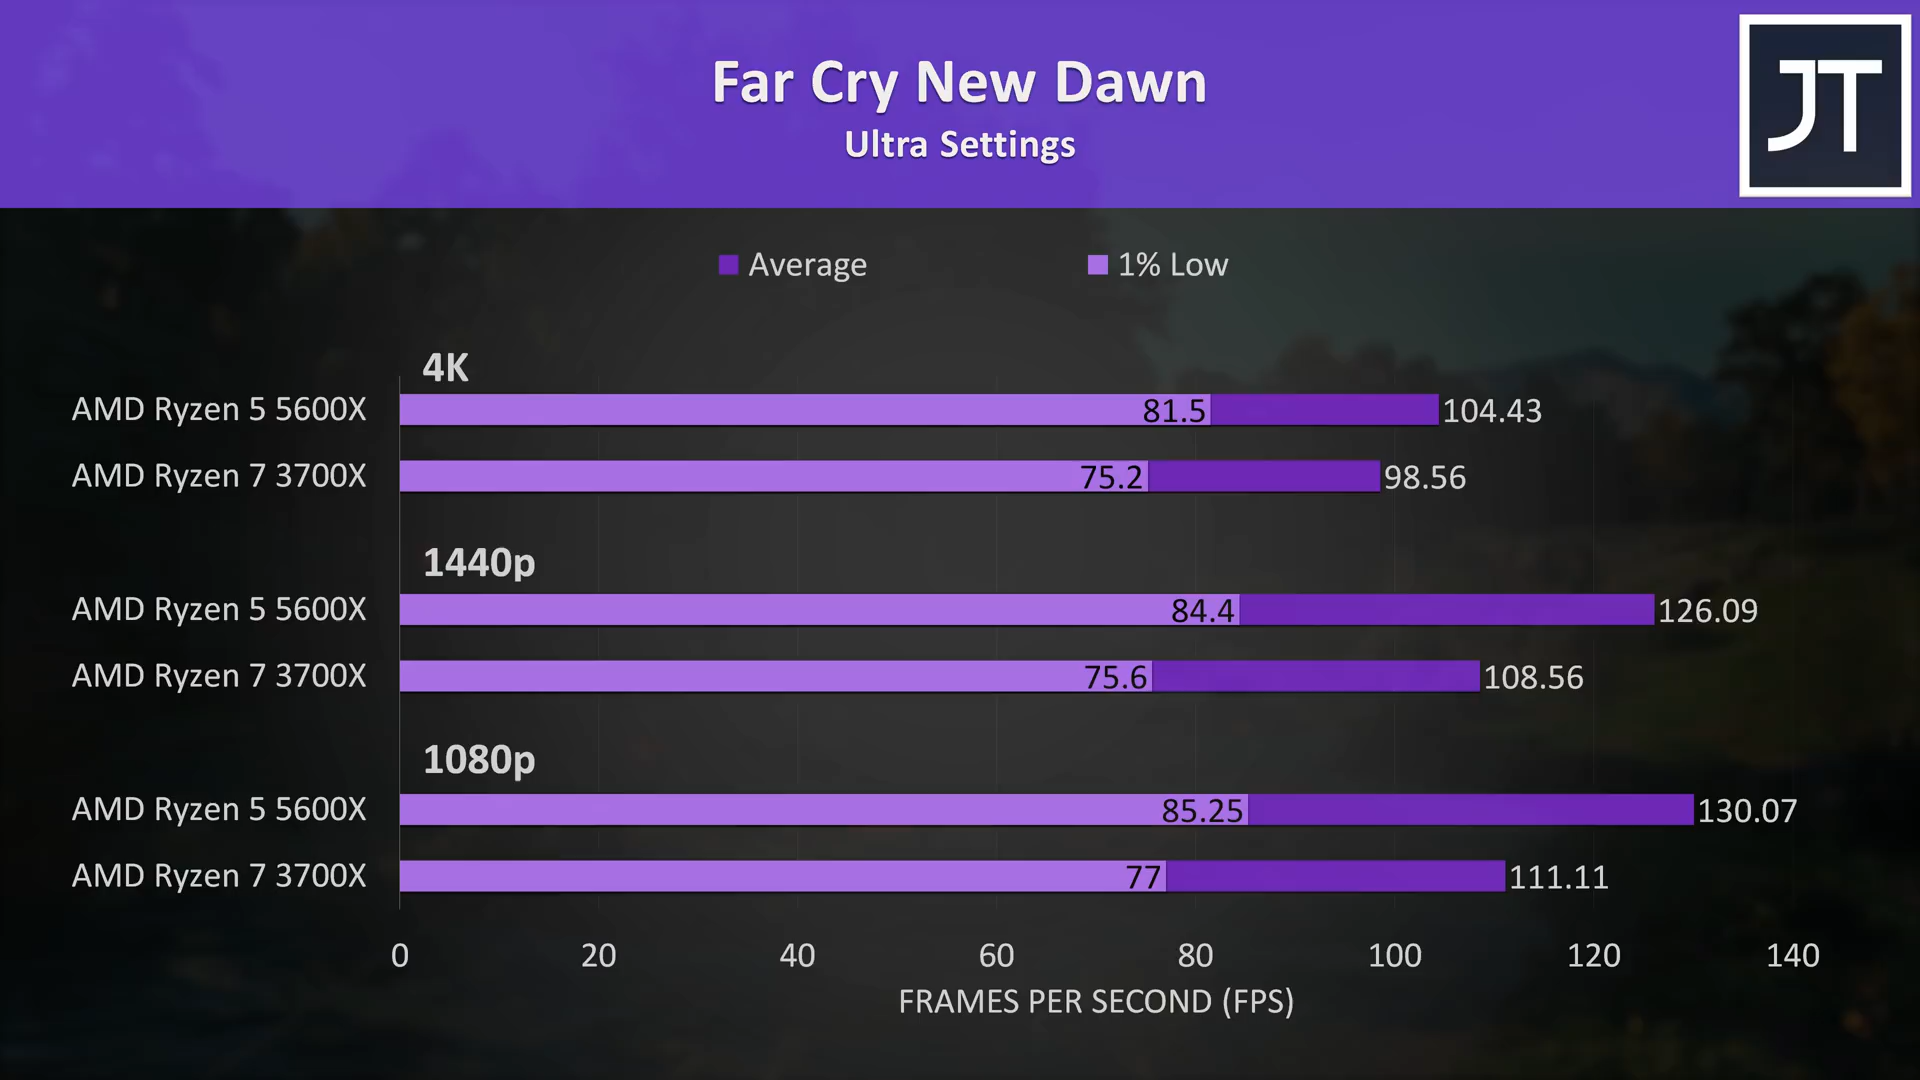 Far Cry New Dawn
Ultra Settings
JT
Average
1% Low
4K
AMD Ryzen 5 5600X
81.5
104.43
AMD Ryzen 7 3700X
75.2
98.56
1440p
AMD Ryzen 5 5600X
84.4
126.09
AMD Ryzen 7 3700X
75.6
108.56
1080p
AMD Ryzen 5 5600X
85.25
130.07
AMD Ryzen 7 3700X
77
111.11
0 20 40 60 80 100 120 140
FRAMES PER SECOND (FPS)